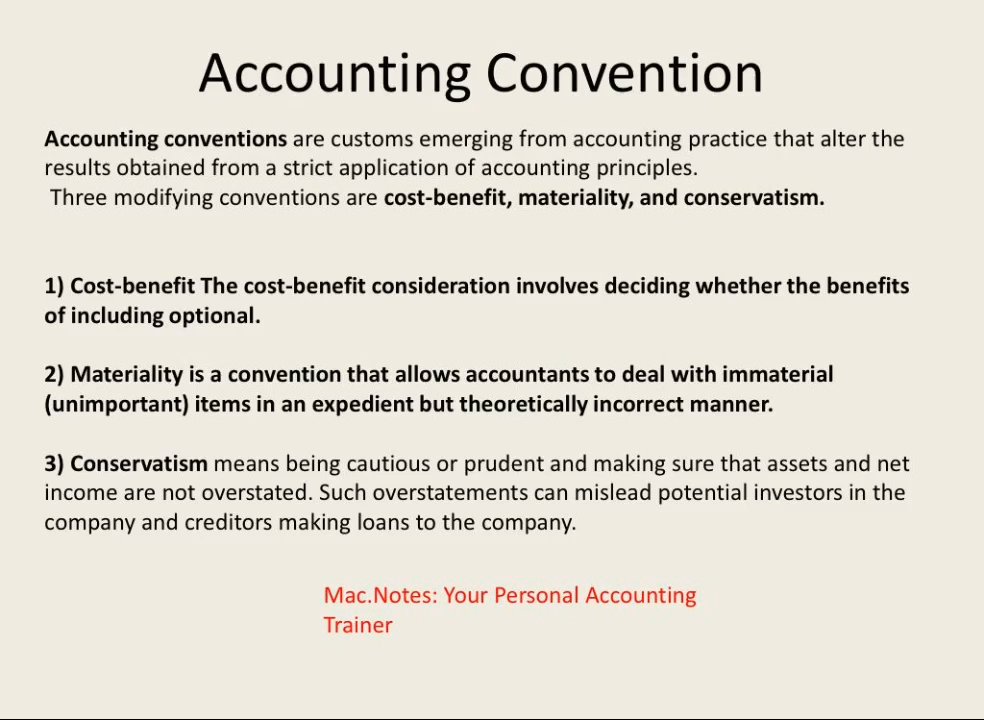 Accounting Convention
Accounting conventions are customs emerging from accounting practice that alter the
results obtained from a strict application of accounting principles.
Three modifying conventions are cost-benefit, materiality, and conservatism.
1) Cost-benefit The cost-benefit consideration involves deciding whether the benefits
of including optional.
2) Materiality is a convention that allows accountants to deal with immaterial
(unimportant) items in an expedient but theoretically incorrect manner.
3) Conservatism means being cautious or prudent and making sure that assets and net
income are not overstated. Such overstatements can mislead potential investors in the
company and creditors making loans to the company.
Mac.Notes: Your Personal Accounting
Trainer